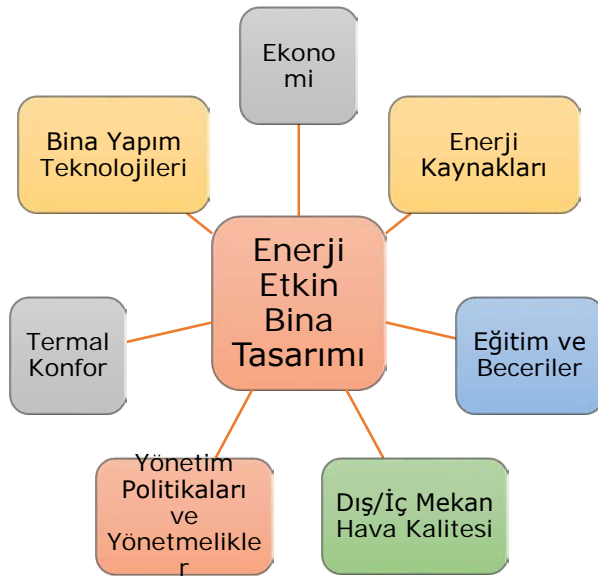 Ekono
mi
Bina Yapım
Teknolojileri
Enerji
Kaynakları
Enerji
Etkin
Bina
Tasarımı
Termal
Konfor
Eğitim ve
Beceriler
Yönetim
Politikaları
ve
Yönetmelikle
r
Dış/İç Mekan
Hava Kalitesi